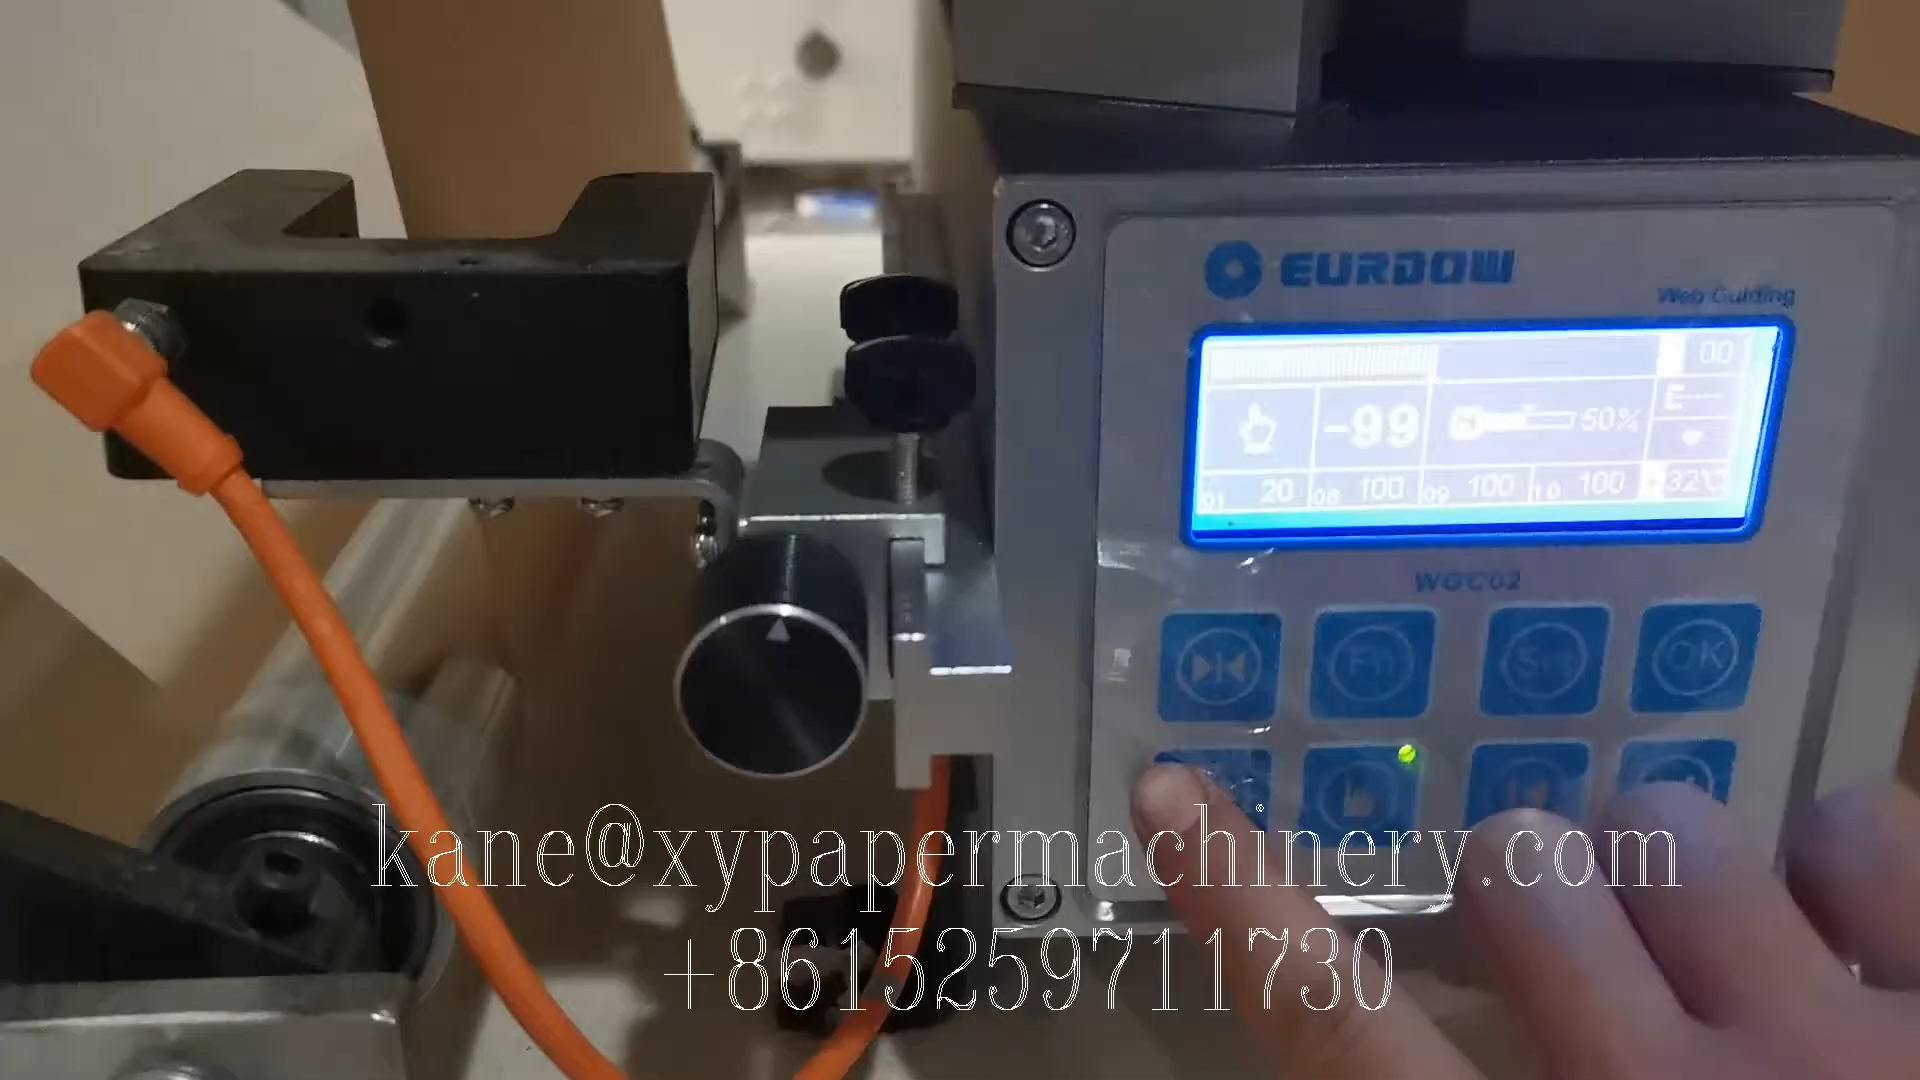 EURDOW
Web Guiding
00
-99
50%
01 20 08 100 09 100 10 100 +32℃
WGC02
Fn
Set
OK
kane@xypapermachinery.com
+8615259711730